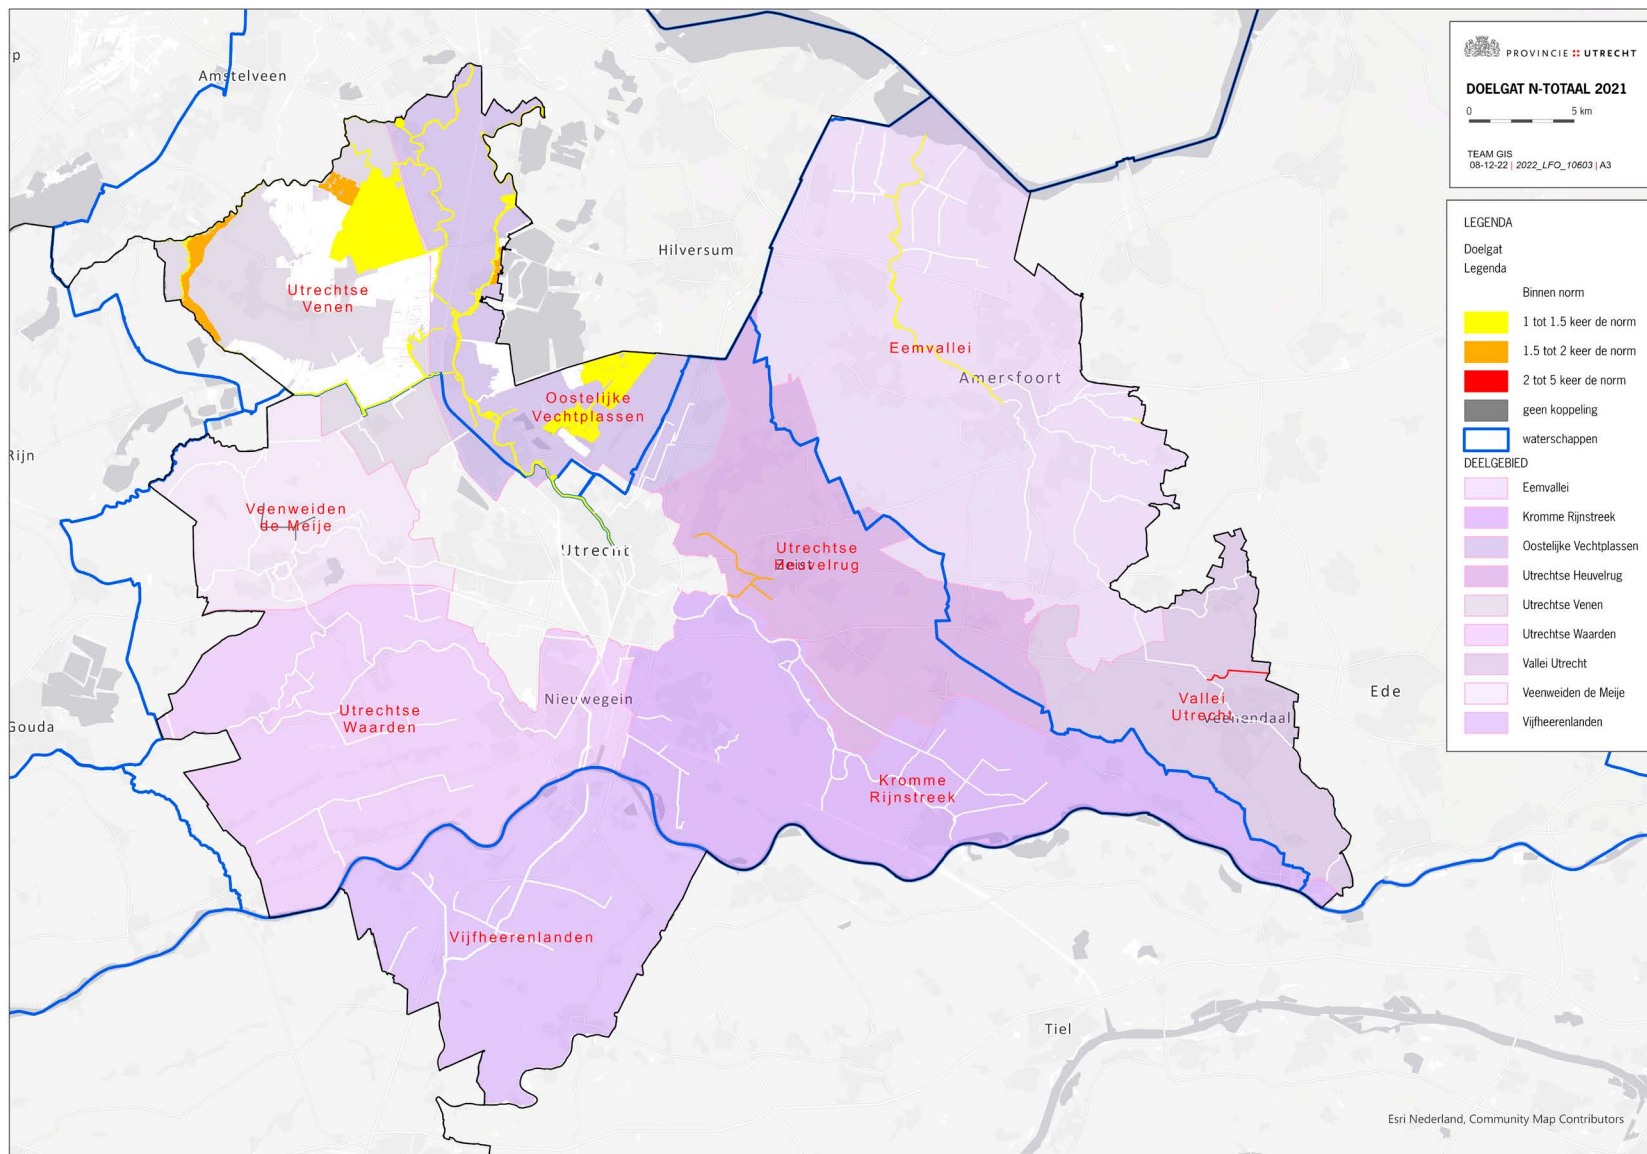 PROVINCIE :: UTRECHT
DOELGAT N-TOTAAL 2021
0 5 km
TEAM GIS
08-12-22 | 2022_LFO_10603 | A3
LEGENDA
Doelgat
Legenda
Binnen norm
1 tot 1.5 keer de norm
1.5 tot 2 keer de norm
2 tot 5 keer de norm
geen koppeling
waterschappen
DEELGEBIED
Eemvallei
Kromme Rijnstreek
Oostelijke Vechtplassen
Utrechtse Heuvelrug
Utrechtse Venen
Utrechtse Waarden
Vallei Utrecht
Veenweiden de Meije
Vijfheerenlanden
p
Amstelveen
Hilversum
Utrechtse
Venen
Eemvallei
Amersfoort
Oostelijke
Vechtplassen
Rijn
Veenweiden
de Meije
Utrecht
Utrechtse
Heuvelrug
Zeist
Ede
Nieuwegein
Vallei
Utrecht
Veenendaal
Utrechtse
Waarden
Gouda
Kromme
Rijnstreek
Vijfheerenlanden
Tiel
Esri Nederland, Community Map Contributors